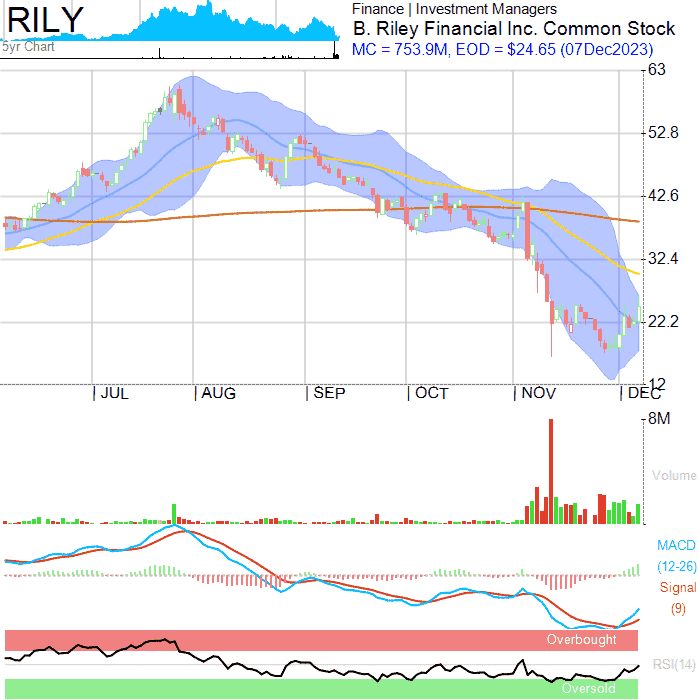 RILY
Finance | Investment Managers
B. Riley Financial Inc. Common Stock
MC = 753.9M, EOD = $24.65 (07Dec2023)
5yr Chart
63
52.8
42.6
32.4
22.2
12
| JUL | AUG | SEP | OCT | NOV | DEC
8M
Volume
MACD
(12-26)
Signal
(9)
Overbought
RSI(14)
Oversold